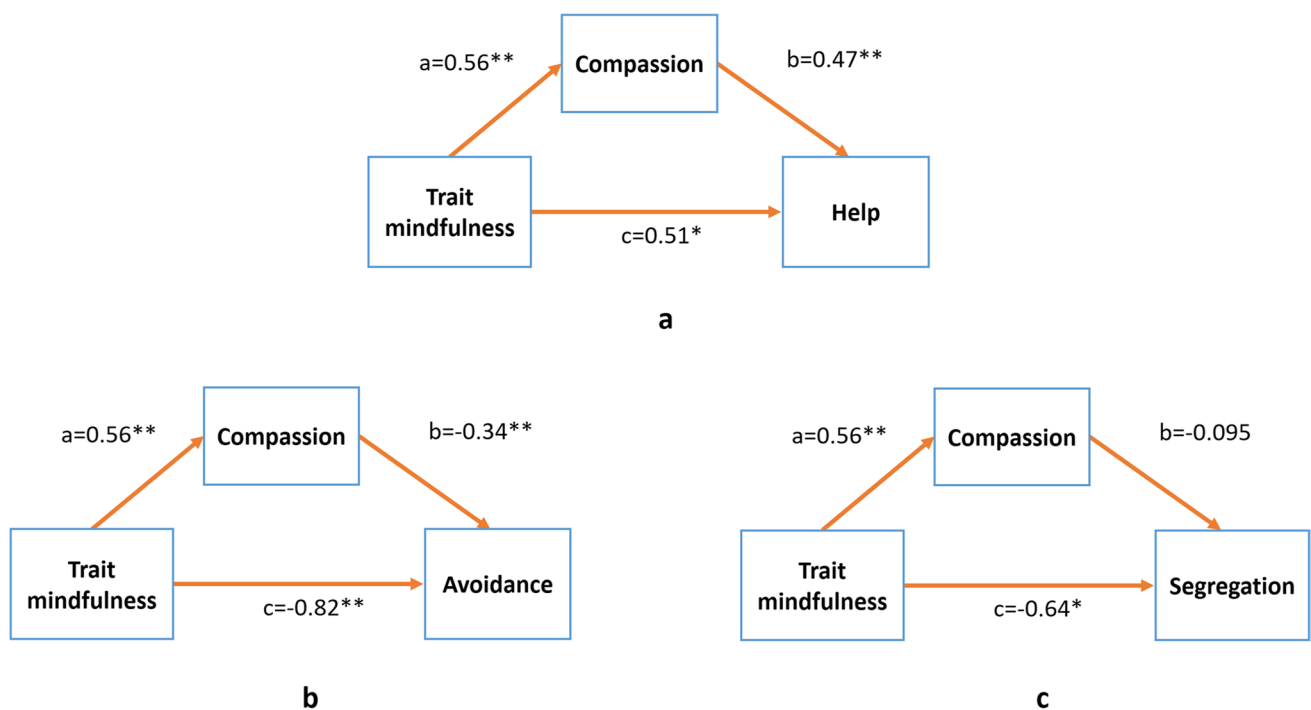 a=0.56**
Compassion
b=0.47**
Trait
mindfulness
Help
c=0.51*
a
a=0.56**
Compassion
b=-0.34**
Trait
mindfulness
Avoidance
c=-0.82**
b
a=0.56**
Compassion
b=-0.095
Trait
mindfulness
Segregation
c=-0.64*
c